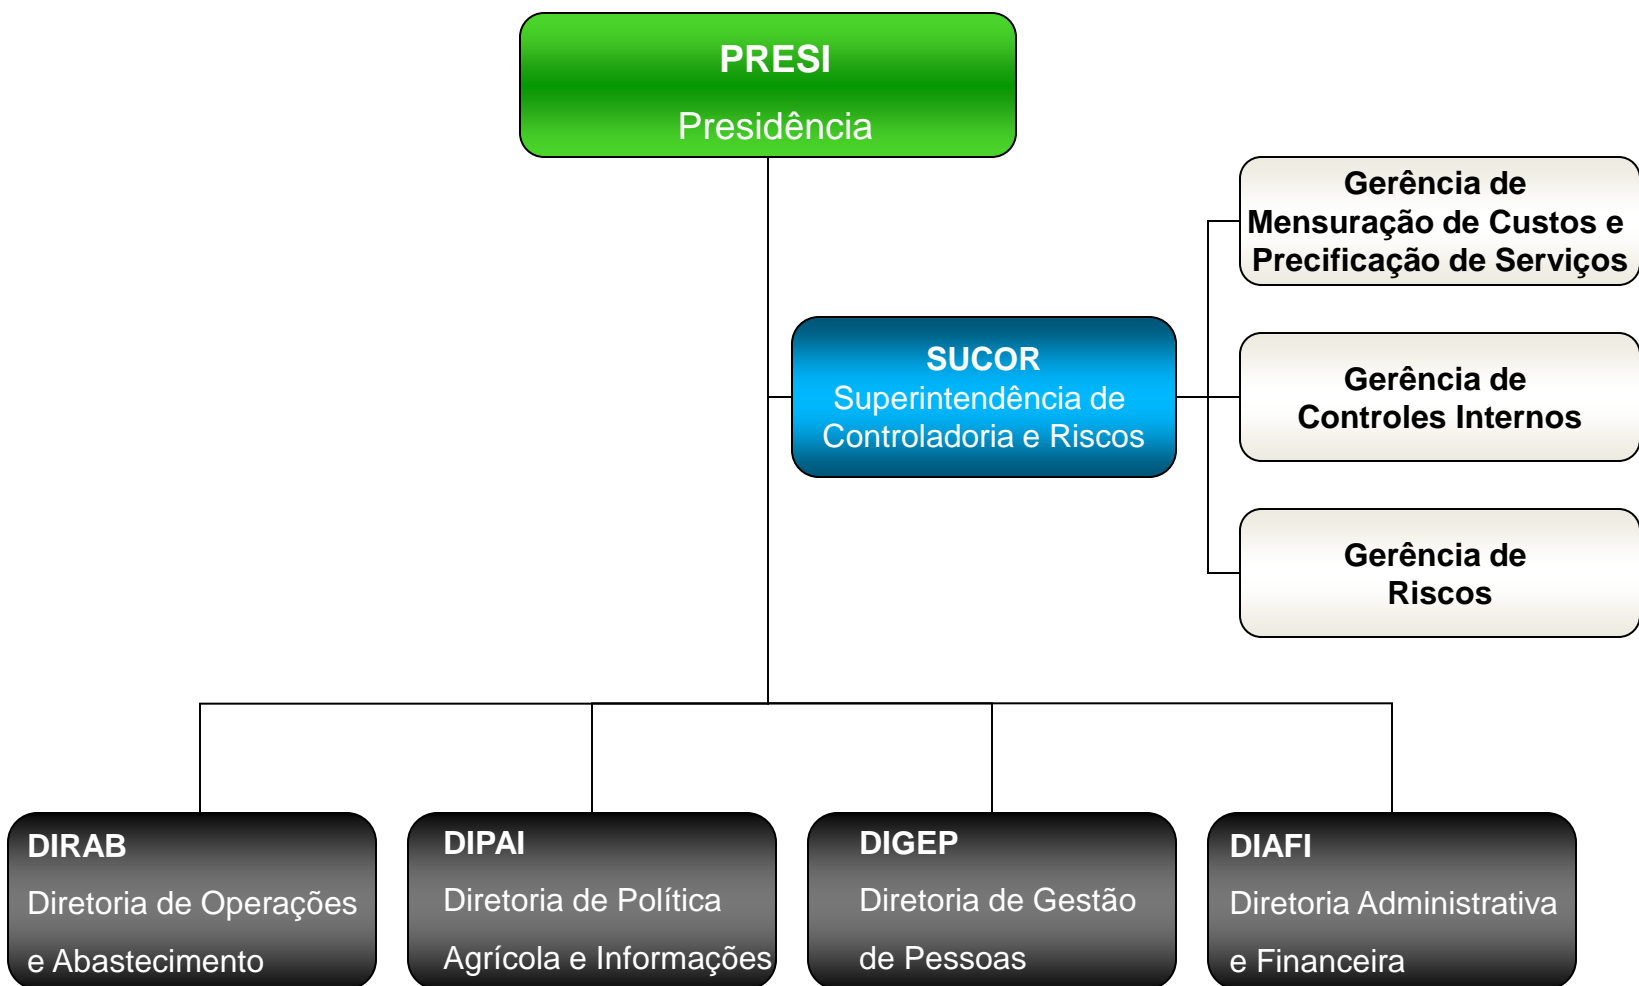 PRESI
Presidência
Gerência de
Mensuração de Custos e
Precificação de Serviços
SUCOR
Superintendência de
Controladoria e Riscos
Gerência de
Controles Internos
Gerência de
Riscos
DIRAB
Diretoria de Operações
e Abastecimento
DIPAI
Diretoria de Política
Agrícola e Informações
DIGEP
Diretoria de Gestão
de Pessoas
DIAFI
Diretoria Administrativa
e Financeira